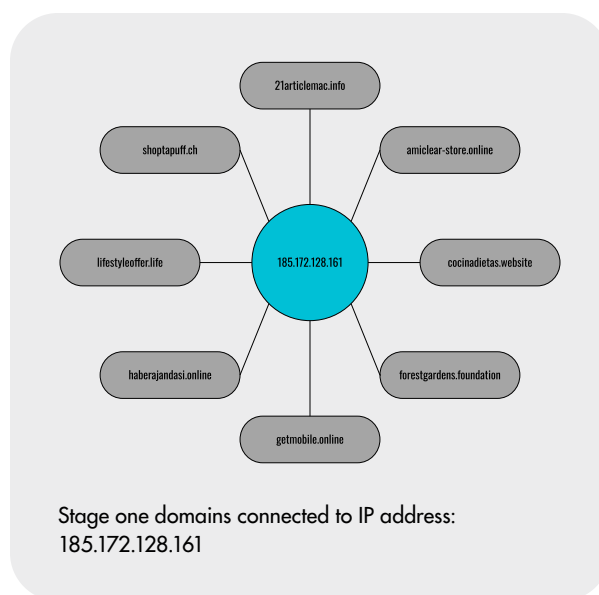 21articlemac.info
shoptapuff.ch
amiclear-store.online
lifestyleoffer.life
185.172.128.161
cocinadietas.website
haberajandasi.online
forestgardens.foundation
getmobile.online
Stage one domains connected to IP address:
185.172.128.161